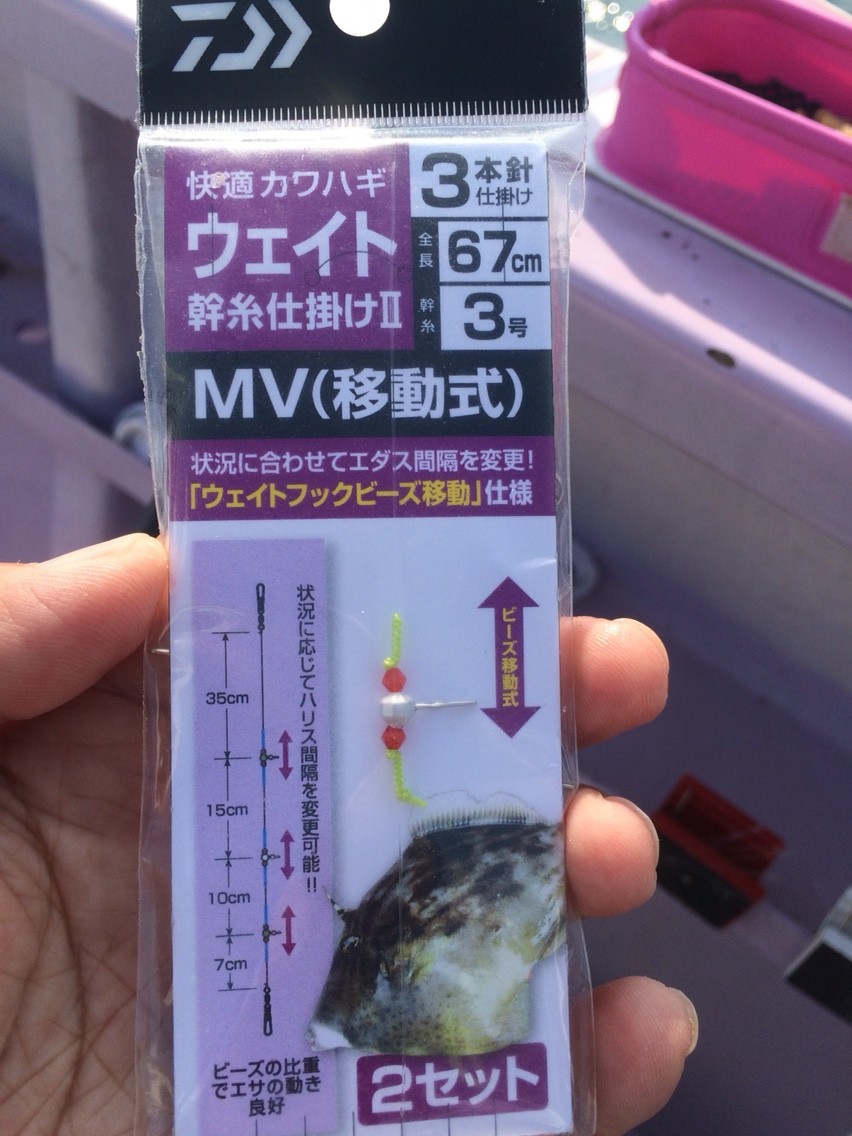 快適カワハギ
ウェイト
幹糸仕掛けⅡ
3本針
仕掛け
全長 67cm
幹糸 3号
MV(移動式)
状況に合わせてエダス間隔を変更!
「ウェイトフックビーズ移動」仕様
状況に応じてハリス間隔を変更可能!!
35cm
15cm
10cm
7cm
ビーズ移動式
ビーズの比重
でエサの動き
の良好
2セット